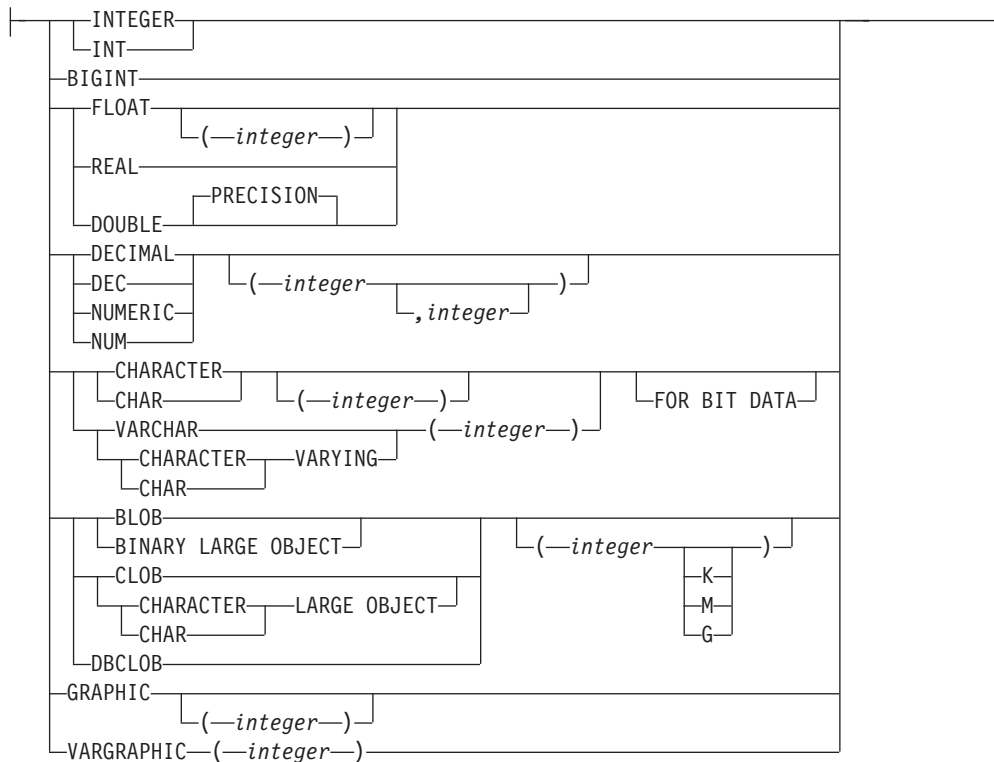 INTEGER
INT
BIGINT
FLOAT
(integer)
REAL
PRECISION
DOUBLE
DECIMAL
DEC
(integer )
,integer
NUMERIC
NUM
CHARACTER
CHAR
(integer)
FOR BIT DATA
VARCHAR (integer)
CHARACTER VARYING
CHAR
BLOB
BINARY LARGE OBJECT
(integer )
CLOB
K
CHARACTER LARGE OBJECT
M
CHAR
G
DBCLOB
GRAPHIC
(integer)
VARGRAPHIC (integer)